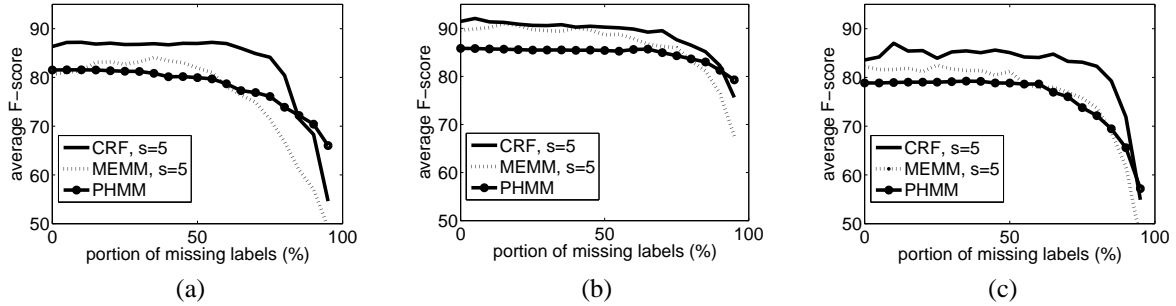 90
80
70
60
50
average F−score
CRF, s=5
MEMM, s=5
PHMM
0 50 100
portion of missing labels (%)
(a)
90
80
70
60
50
average F−score
CRF, s=5
MEMM, s=5
PHMM
0 50 100
portion of missing labels (%)
(b)
90
80
70
60
50
average F−score
CRF, s=5
MEMM, s=5
PHMM
0 50 100
portion of missing labels (%)
(c)